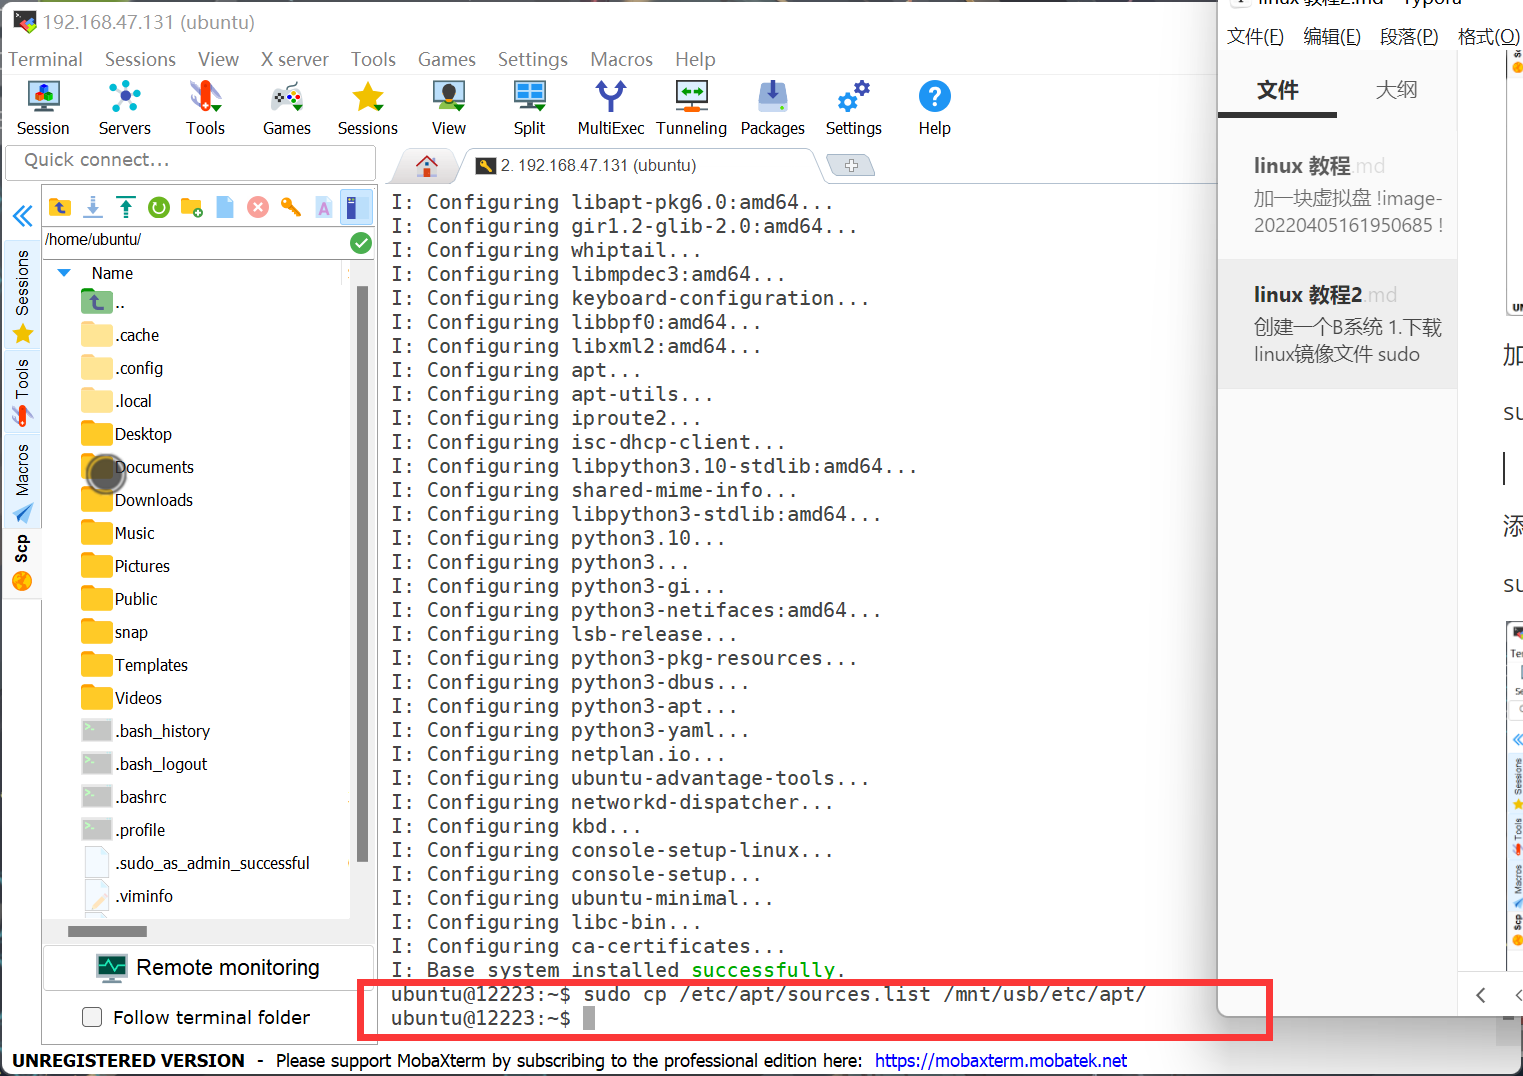 192.168.47.131 (ubuntu)
Terminal Sessions View X server Tools Games Settings Macros Help
Session Servers Tools Games Sessions View Split MultiExec Tunneling Packages Settings Help
Quick connect...
2. 192.168.47.131 (ubuntu)
/home/ubuntu/
Name
..
.cache
.config
.local
Desktop
Documents
Downloads
Music
Pictures
Public
snap
Templates
Videos
.bash_history
.bash_logout
.bashrc
.profile
.sudo_as_admin_successful
.viminfo
Sessions
Tools
Macros
Scp
Remote monitoring
Follow terminal folder
I: Configuring libapt-pkg6.0:amd64...
I: Configuring gir1.2-glib-2.0:amd64...
I: Configuring whiptail...
I: Configuring libmpdec3:amd64...
I: Configuring keyboard-configuration...
I: Configuring libbpf0:amd64...
I: Configuring libxml2:amd64...
I: Configuring apt...
I: Configuring apt-utils...
I: Configuring iproute2...
I: Configuring isc-dhcp-client...
I: Configuring libpython3.10-stdlib:amd64...
I: Configuring shared-mime-info...
I: Configuring libpython3-stdlib:amd64...
I: Configuring python3.10...
I: Configuring python3...
I: Configuring python3-gi...
I: Configuring python3-netifaces:amd64...
I: Configuring lsb-release...
I: Configuring python3-pkg-resources...
I: Configuring python3-dbus...
I: Configuring python3-apt...
I: Configuring python3-yaml...
I: Configuring netplan.io...
I: Configuring ubuntu-advantage-tools...
I: Configuring networkd-dispatcher...
I: Configuring kbd...
I: Configuring console-setup-linux...
I: Configuring console-setup...
I: Configuring ubuntu-minimal...
I: Configuring libc-bin...
I: Configuring ca-certificates...
I: Base system installed successfully.
ubuntu@12223:~$ sudo cp /etc/apt/sources.list /mnt/usb/etc/apt/
ubuntu@12223:~$
UNREGISTERED VERSION - Please support MobaXterm by subscribing to the professional edition here: https://mobaxterm.mobatek.net
linux 教程2.md - Typora
文件(F) 编辑(E) 段落(P) 格式(O)
文件 大纲
linux 教程.md
加一块虚拟盘 !image-
20220405161950685 !
linux 教程2.md
创建一个B系统 1.下载
linux镜像文件 sudo
加
su
添
su
Sessions
Tools
Macros
Scp